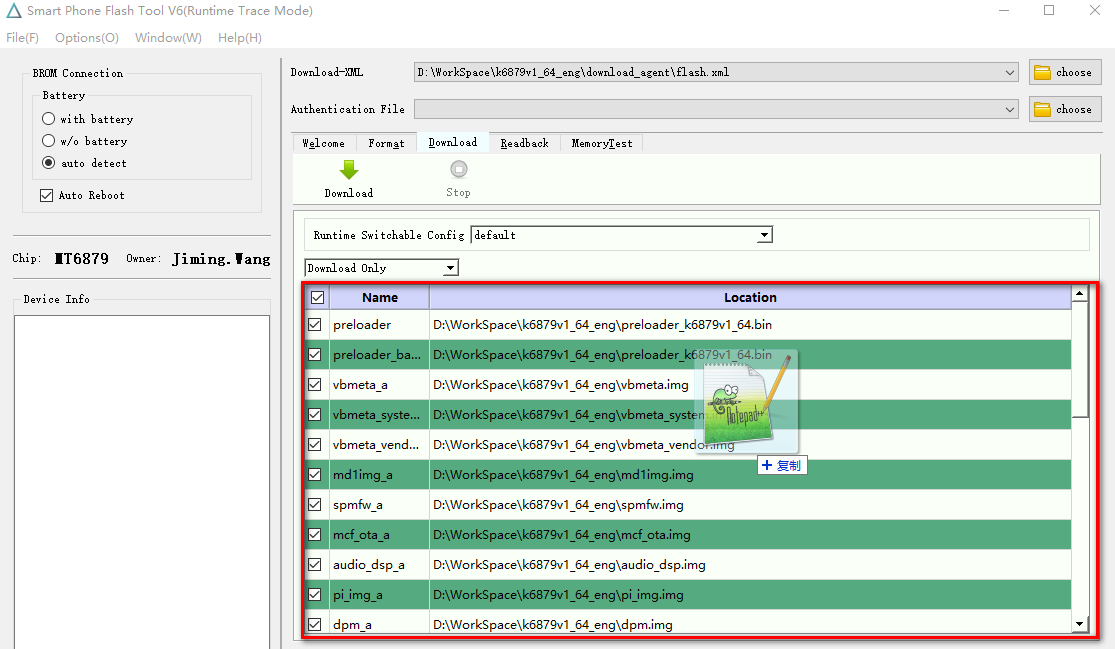 Smart Phone Flash Tool V6(Runtime Trace Mode)
File(F) Options(O) Window(W) Help(H)
BROM Connection
Battery
with battery
w/o battery
auto detect
Auto Reboot
Chip: MT6879 Owner: Jiming.Wang
Device Info
Download-XML D:\WorkSpace\k6879v1_64_eng\download_agent\flash.xml choose
Authentication File choose
Welcome Format Download Readback MemoryTest
Download Stop
Runtime Switchable Config default
Download Only
Name Location
preloader D:\WorkSpace\k6879v1_64_eng\preloader_k6879v1_64.bin
preloader_ba... D:\WorkSpace\k6879v1_64_eng\preloader_k6879v1_64.bin
vbmeta_a D:\WorkSpace\k6879v1_64_eng\vbmeta.img
vbmeta_syste... D:\WorkSpace\k6879v1_64_eng\vbmeta_system
vbmeta_vend... D:\WorkSpace\k6879v1_64_eng\vbmeta_vendor.img
md1img_a D:\WorkSpace\k6879v1_64_eng\md1img.img
spmfw_a D:\WorkSpace\k6879v1_64_eng\spmfw.img
mcf_ota_a D:\WorkSpace\k6879v1_64_eng\mcf_ota.img
audio_dsp_a D:\WorkSpace\k6879v1_64_eng\audio_dsp.img
pi_img_a D:\WorkSpace\k6879v1_64_eng\pi_img.img
dpm_a D:\WorkSpace\k6879v1_64_eng\dpm.img
Notepad++
+ 复制